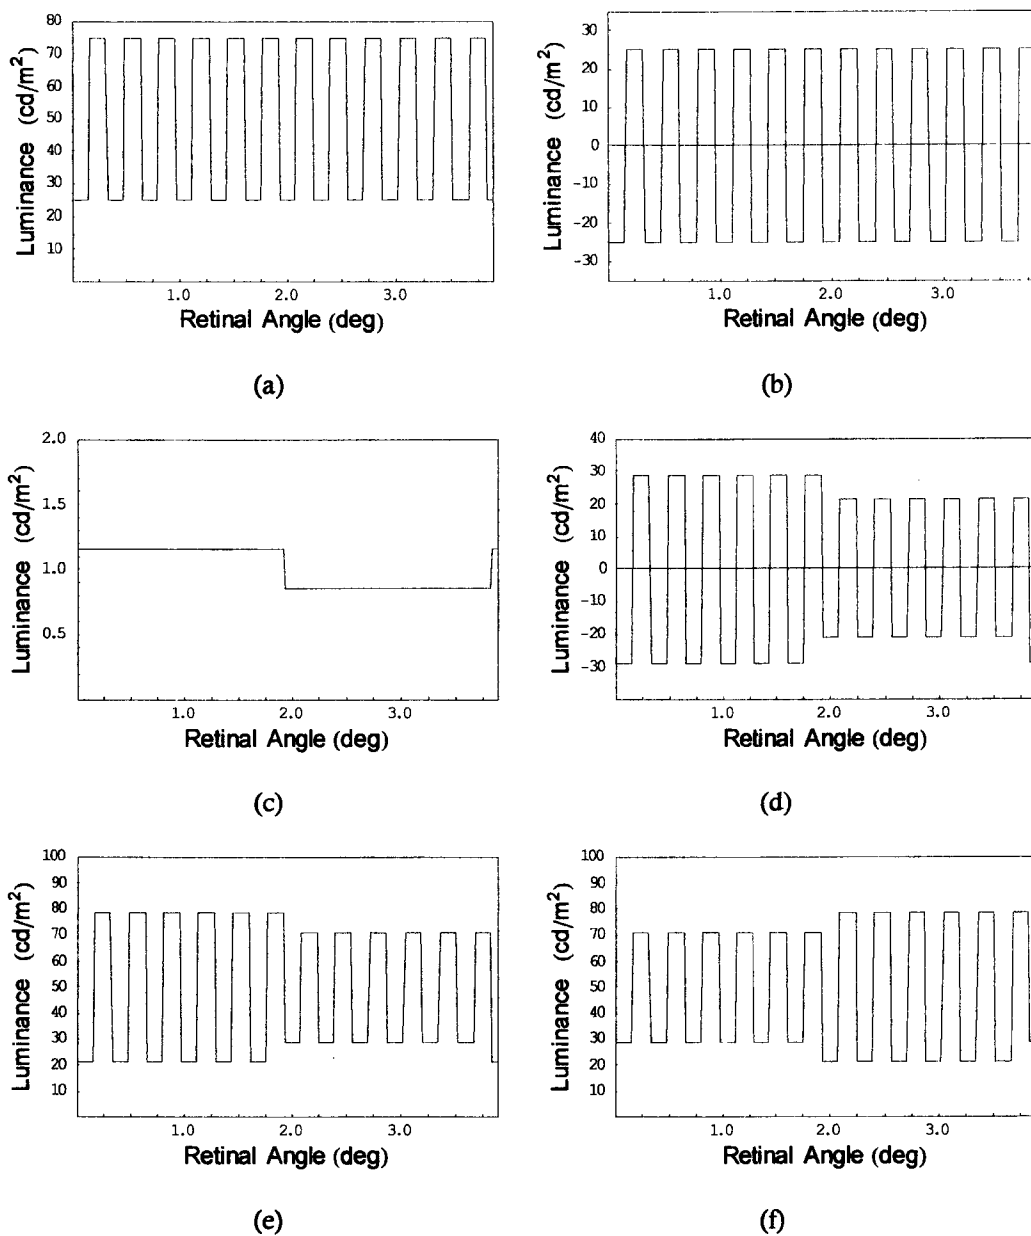 80
70
60
50
40
30
20
10
Luminance (cd/m²)
1.0 2.0 3.0
Retinal Angle (deg)
(a)
30
20
10
0
-10
-20
-30
Luminance (cd/m²)
1.0 2.0 3.0
Retinal Angle (deg)
(b)
2.0
1.5
1.0
0.5
Luminance (cd/m²)
1.0 2.0 3.0
Retinal Angle (deg)
(c)
40
30
20
10
0
-10
-20
-30
Luminance (cd/m²)
1.0 2.0 3.0
Retinal Angle (deg)
(d)
100
90
80
70
60
50
40
30
20
10
Luminance (cd/m²)
1.0 2.0 3.0
Retinal Angle (deg)
(e)
100
90
80
70
60
50
40
30
20
10
Luminance (cd/m²)
1.0 2.0 3.0
Retinal Angle (deg)
(f)